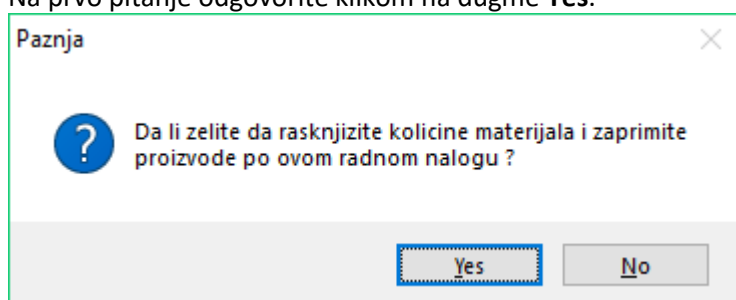 Na prvo pitanje odgovorite klikom na dugme Yes.
Paznja
Da li zelite da rasknjizite kolicine materijala i zaprimite
proizvode po ovom radnom nalogu ?
Yes
No